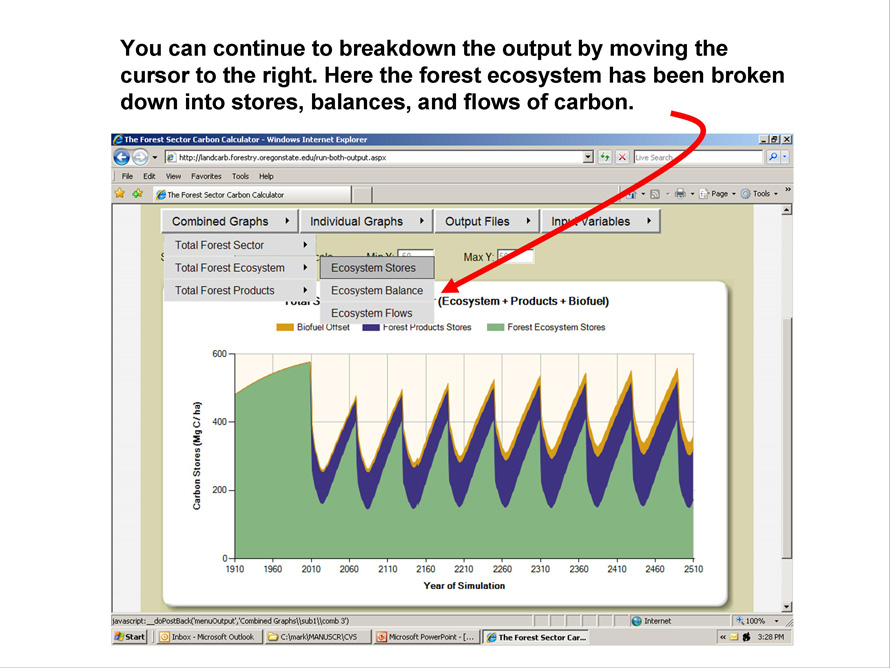 You can continue to breakdown the output by moving the
cursor to the right. Here the forest ecosystem has been broken
down into stores, balances, and flows of carbon.
The Forest Sector Carbon Calculator - Windows Internet Explorer
http://landcarb.forestry.oregonstate.edu/run-both-output.aspx
Live Search
File Edit View Favorites Tools Help
The Forest Sector Carbon Calculator
Page Tools »
Combined Graphs Individual Graphs Output Files Input Variables
Total Forest Sector
Min Y: Max Y:
Total Forest Ecosystem Ecosystem Stores
Total Forest Products Ecosystem Balance
Total (Ecosystem + Products + Biofuel)
Ecosystem Flows
Biofuel Offset Forest Products Stores Forest Ecosystem Stores
600
400
200
0
Carbon Stores (Mg C / ha)
1910 1960 2010 2060 2110 2160 2210 2260 2310 2360 2410 2460 2510
Year of Simulation
javascript:__doPostBack('menuOutput','Combined Graphs\\sub1\\comb 3')
Internet 100%
Start Inbox - Microsoft Outlook C:\mark\MANUSCR\CVS Microsoft PowerPoint - [... The Forest Sector Car... « 3:28 PM